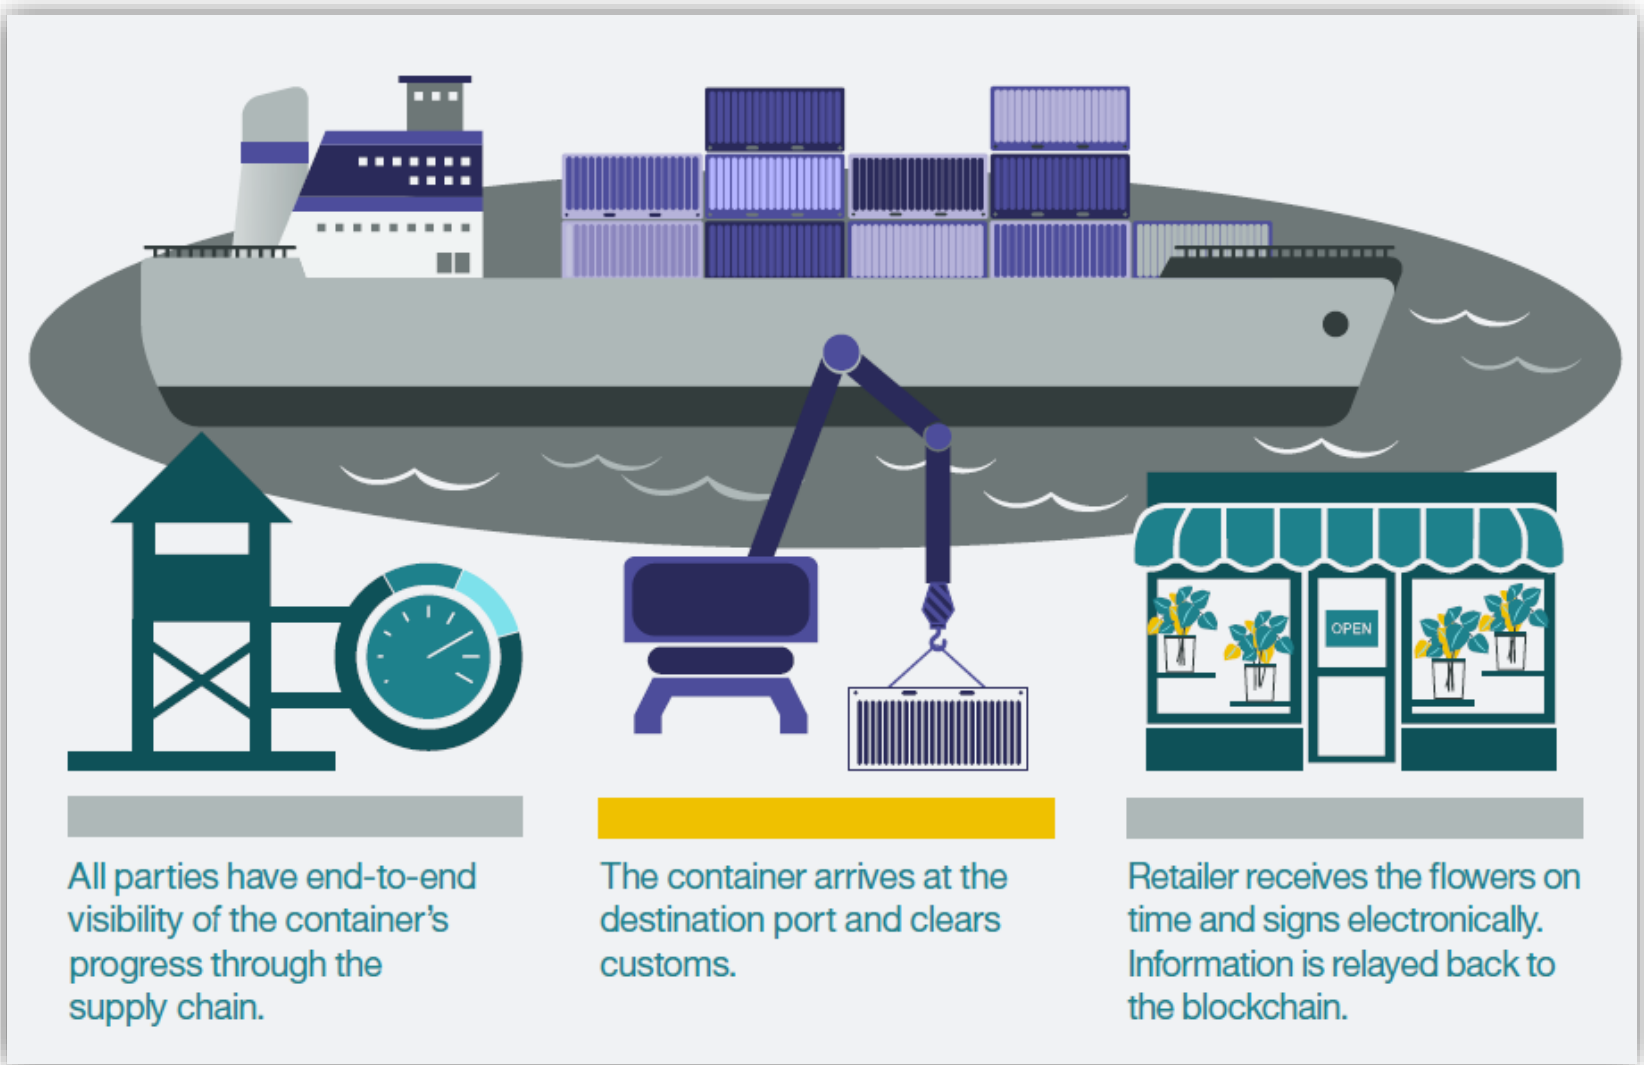 OPEN
All parties have end-to-end
visibility of the container's
progress through the
supply chain.
The container arrives at the
destination port and clears
customs.
Retailer receives the flowers on
time and signs electronically.
Information is relayed back to
the blockchain.